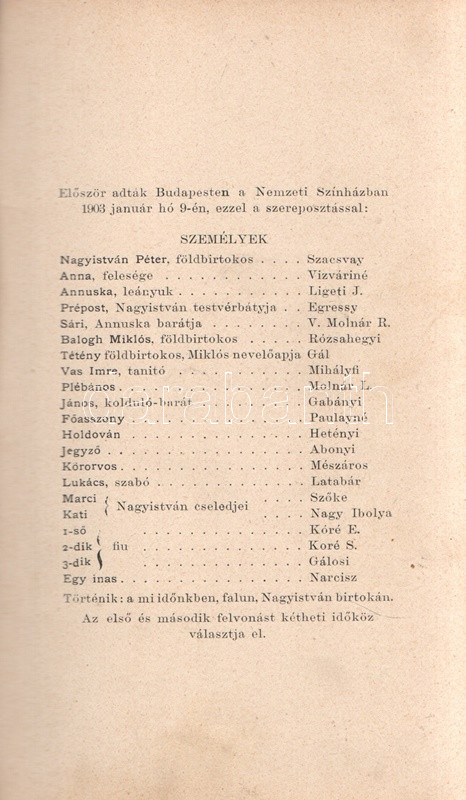 Először adták Budapesten a Nemzeti Színházban
1903 január hó 9-én, ezzel a szereposztással:
SZEMÉLYEK
Nagyistván Péter, földbirtokos . . . . Szacsvay
Anna, felesége . . . . . . . . . . . Vizváriné
Annuska, leányuk . . . . . . . . . . Ligeti J.
Prépost, Nagyistván testvérbátyja . . Egressy
Sári, Annuska barátja . . . . . . . . V. Molnár R.
Balogh Miklós, földbirtokos . . . . . Rózsahegyi
Tétény földbirtokos, Miklós nevelőapja Gál
Vas Imre, tanító . . . . . . . . . . Mihályfi
Plébános . . . . . . . . . . . . . . Molnár L.
János, kolduló-barát . . . . . . . . Gabányi
Főasszony . . . . . . . . . . . . . Paulayné
Holdován . . . . . . . . . . . . . . Hetényi
Jegyző . . . . . . . . . . . . . . . Abonyi
Körorvos . . . . . . . . . . . . . . Mészáros
Lukács, szabó . . . . . . . . . . . Latabár
Marci . . . . Szőke
Nagyistván cseledjei
Kati . . . . Nagy Ibolya
1-ső . . . . . . . . . . . . Kóré E.
2-dik fiu . . . . . . . . . . . . Koré S.
3-dik . . . . . . . . . . . . Gálosi
Egy inas . . . . . . . . . . . . . . Narcisz
Történik: a mi időnkben, falun, Nagyistván birtokán.
Az első és második felvonást kétheti időköz
választja el.
darabanth